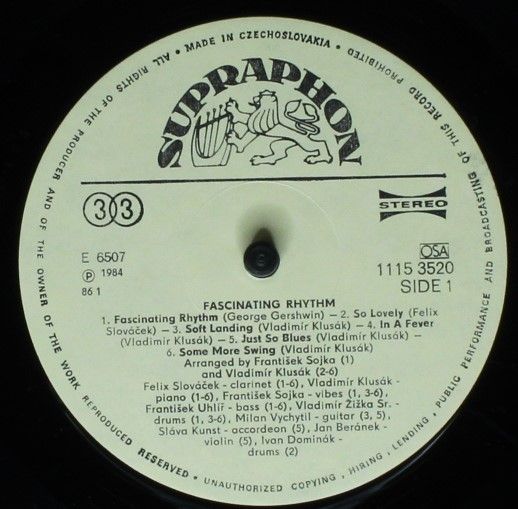 ALL RIGHTS OF THE PRODUCER AND OF THE OWNER OF THE WORK REPRODUCED RESERVED • UNAUTHORIZED COPYING, HIRING, LENDING, PUBLIC PERFORMANCE AND BROADCASTING OF THIS RECORD PROHIBITED • MADE IN CZECHOSLOVAKIA •
SUPRAPHON
33
STEREO
E 6507
Ⓟ 1984
86 1
OSA
1115 3520
SIDE 1
FASCINATING RHYTHM
1. Fascinating Rhythm (George Gershwin) — 2. So Lovely (Felix
Slováček) — 3. Soft Landing (Vladimír Klusák) — 4. In A Fever
(Vladimír Klusák) — 5. Just So Blues (Vladimír Klusák) —
6. Some More Swing (Vladimír Klusák)
Arranged by František Sojka (1)
and Vladimír Klusák (2-6)
Felix Slováček - clarinet (1-6), Vladimír Klusák -
piano (1-6), František Sojka - vibes (1, 3-6),
František Uhlíř - bass (1-6), Vladimír Žižka Sr. -
drums (1, 3-6), Milan Vychytil - guitar (3, 5),
Sláva Kunst - accordeon (5), Jan Beránek -
violin (5), Ivan Dominák -
drums (2)